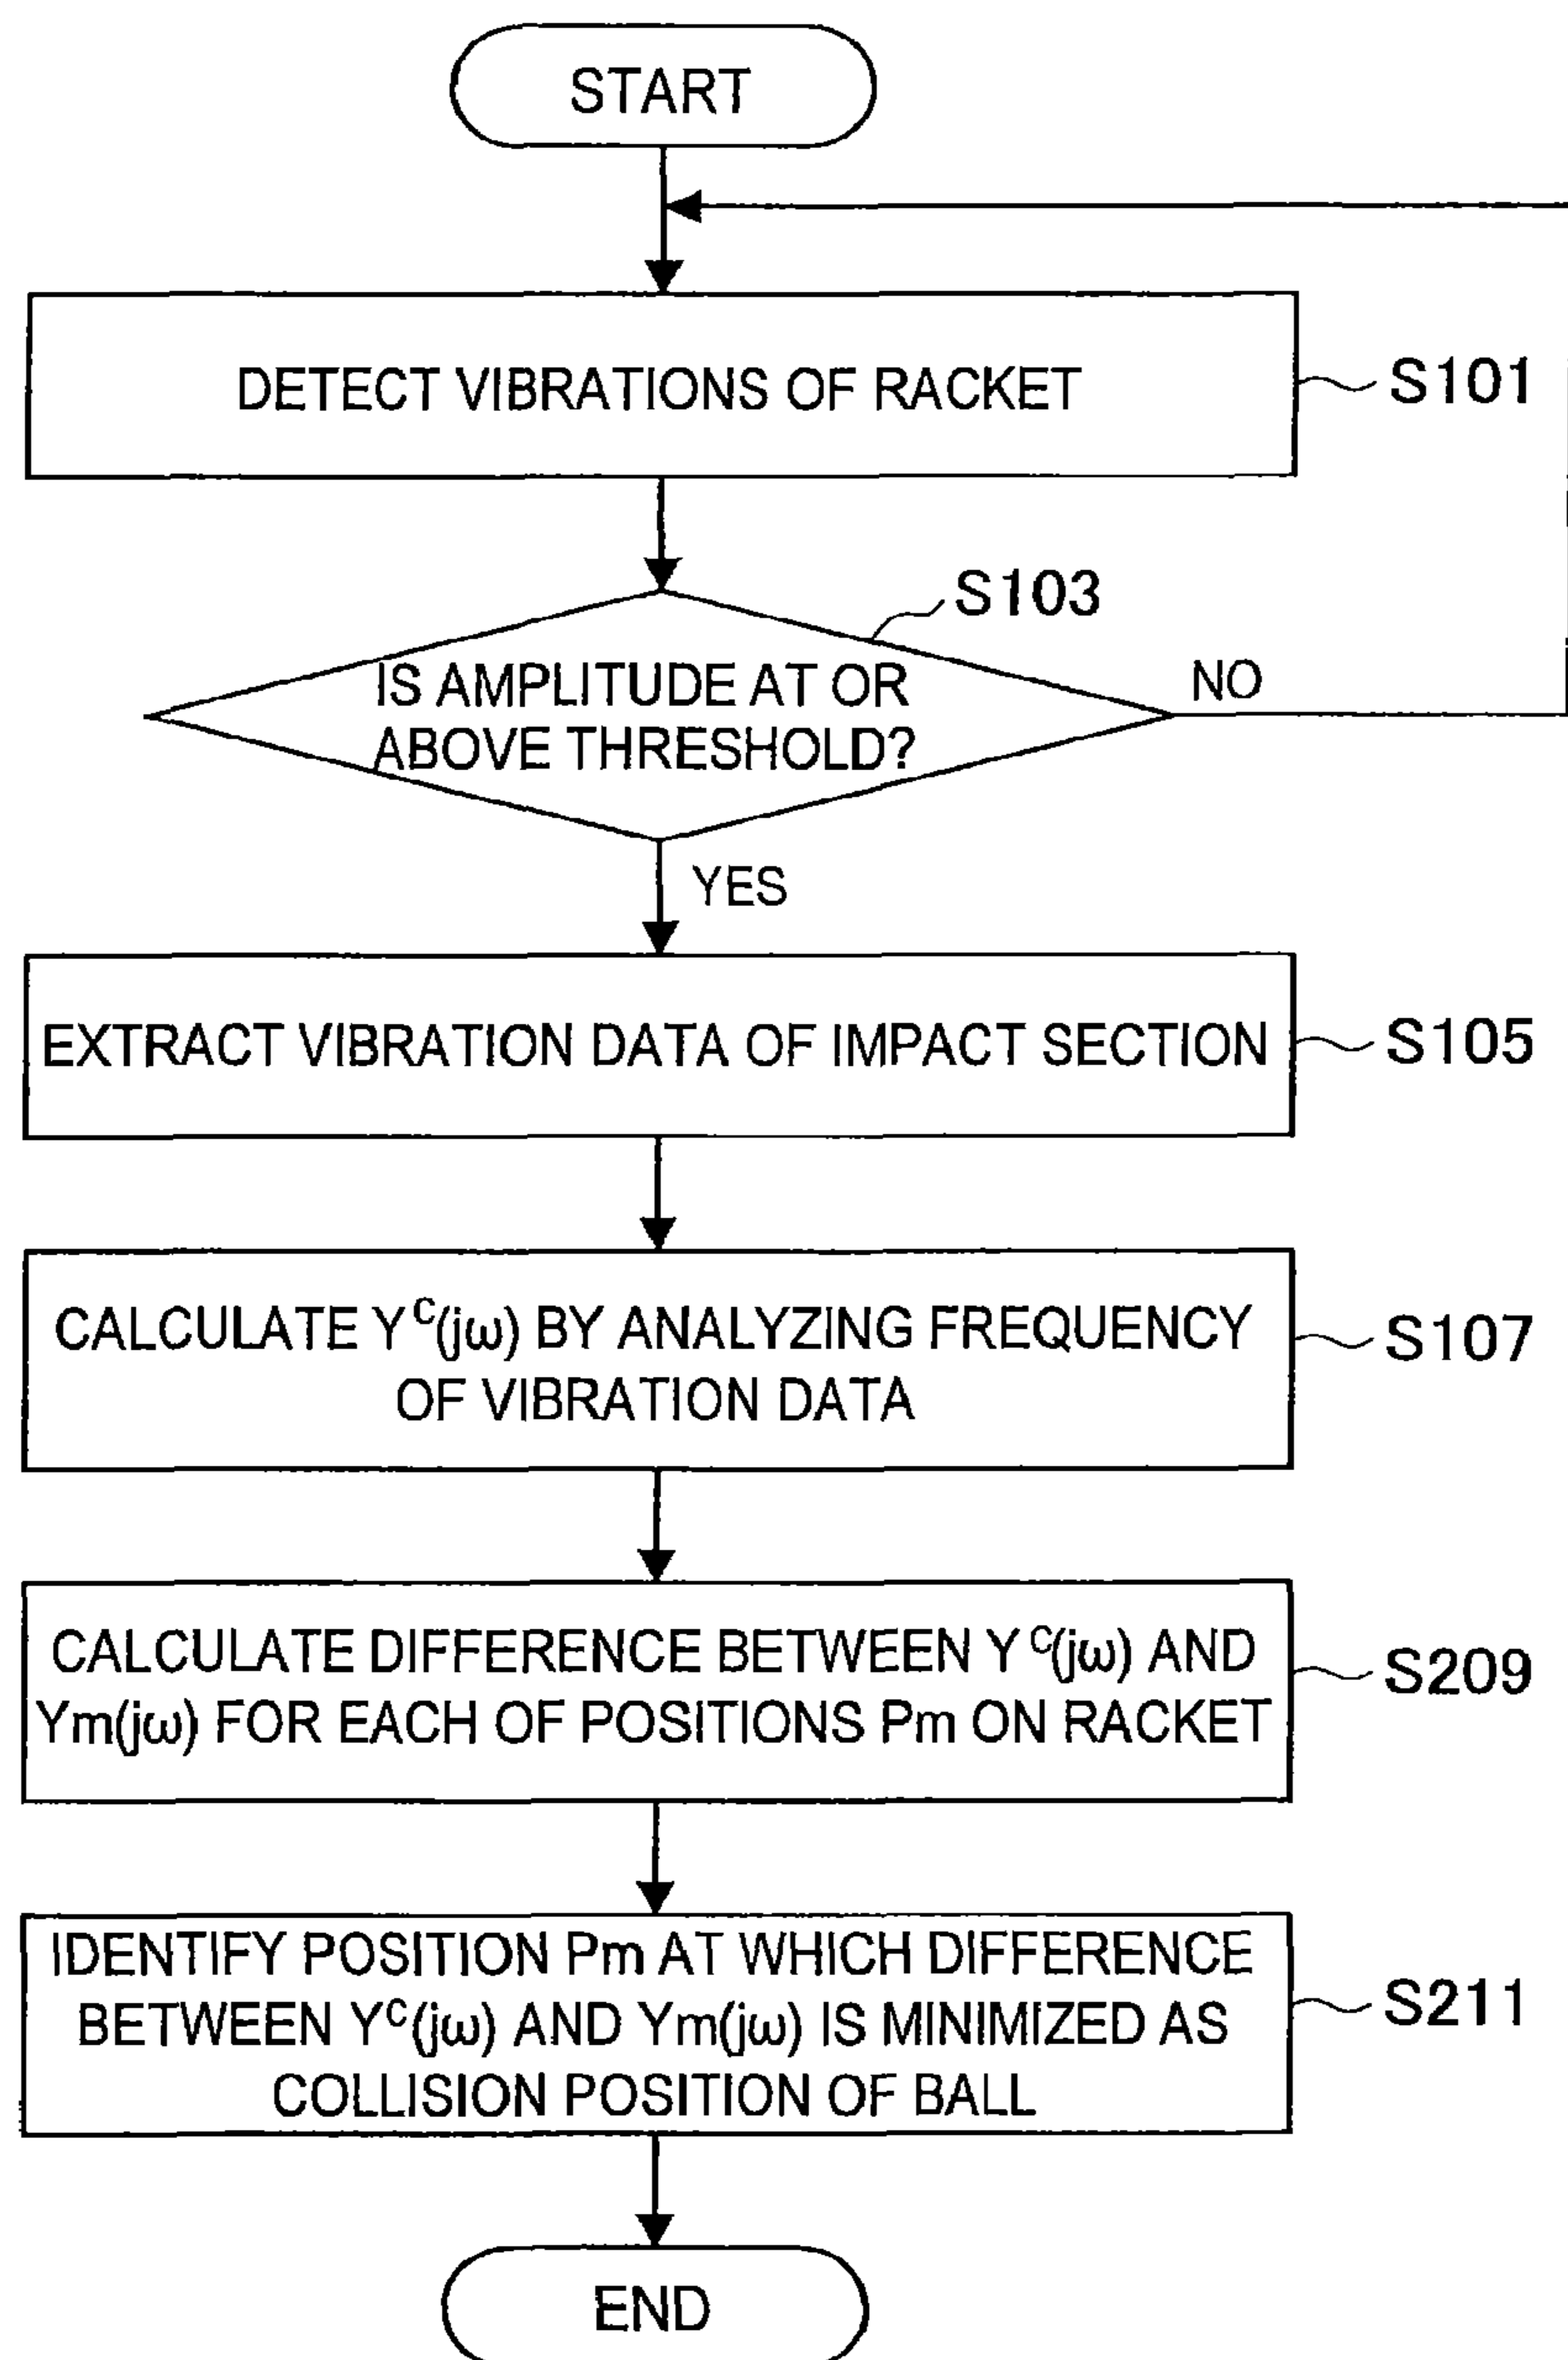 START
DETECT VIBRATIONS OF RACKET
S101
S103
IS AMPLITUDE AT OR
ABOVE THRESHOLD?
NO
YES
EXTRACT VIBRATION DATA OF IMPACT SECTION
S105
CALCULATE Y^C(jω) BY ANALYZING FREQUENCY
OF VIBRATION DATA
S107
CALCULATE DIFFERENCE BETWEEN Y^C(jω) AND
Ym(jω) FOR EACH OF POSITIONS Pm ON RACKET
S209
IDENTIFY POSITION Pm AT WHICH DIFFERENCE
BETWEEN Y^C(jω) AND Ym(jω) IS MINIMIZED AS
COLLISION POSITION OF BALL
S211
END